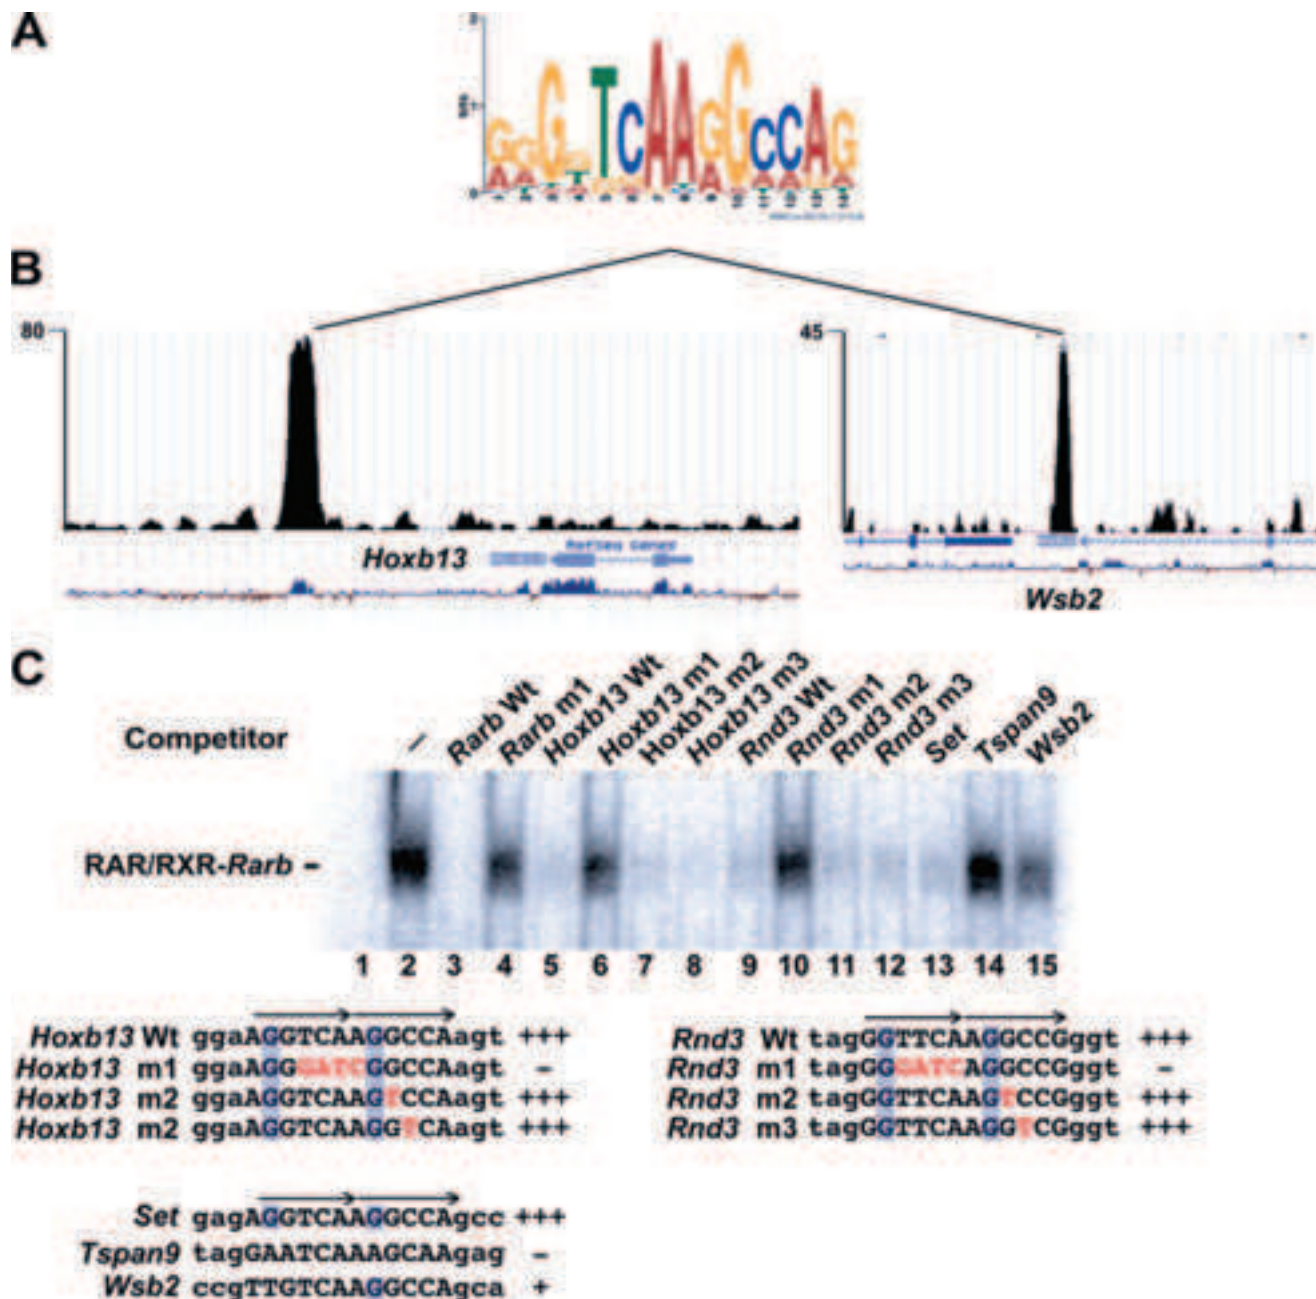 A
B
80
45
Hoxb13
RefSeq Genes
Wsb2
C
Competitor
/
Rarb Wt
Rarb m1
Hoxb13 Wt
Hoxb13 m1
Hoxb13 m2
Hoxb13 m3
Rnd3 Wt
Rnd3 m1
Rnd3 m2
Rnd3 m3
Set
Tspan9
Wsb2
RAR/RXR-Rarb –
1 2 3 4 5 6 7 8 9 10 11 12 13 14 15
Hoxb13 Wt ggaAGGTCAAGGCCAagt +++
Hoxb13 m1 ggaAGGGATCGGCCAagt –
Hoxb13 m2 ggaAGGTCAAGTCCAagt +++
Hoxb13 m2 ggaAGGTCAAGGTCAagt +++
Rnd3 Wt tagGGTTCAAGGCCGggt +++
Rnd3 m1 tagGGGATCAGGCCGggt –
Rnd3 m2 tagGGTTCAAGTCCGggt +++
Rnd3 m3 tagGGTTCAAGGTCGggt +++
Set gagAGGTCAAGGCCAgcc +++
Tspan9 tagGAATCAAAGCAAgag –
Wsb2 ccgTTGTCAAGGCCAgca +